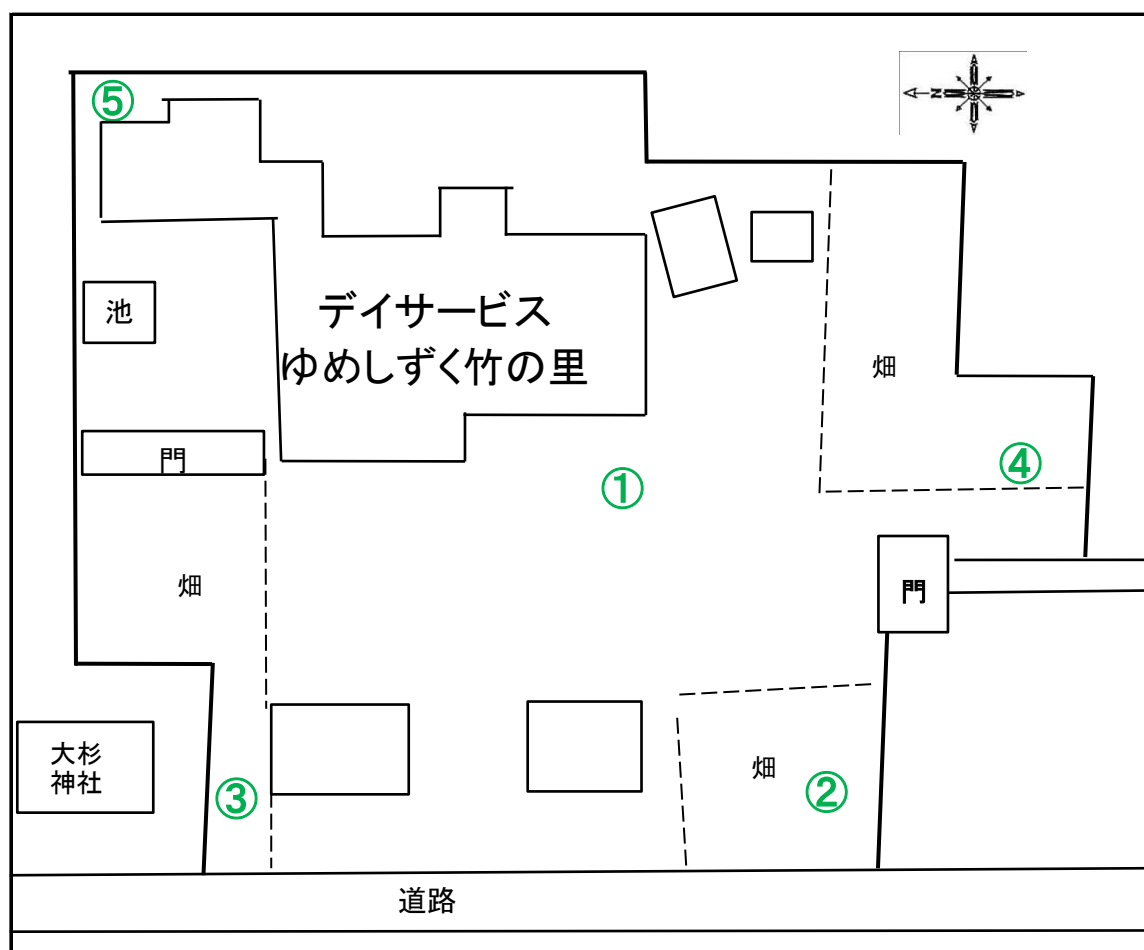 ⑤
N
池
デイサービス
ゆめしずく竹の里
畑
門
④
①
畑
門
大杉
神社
③
畑
②
道路